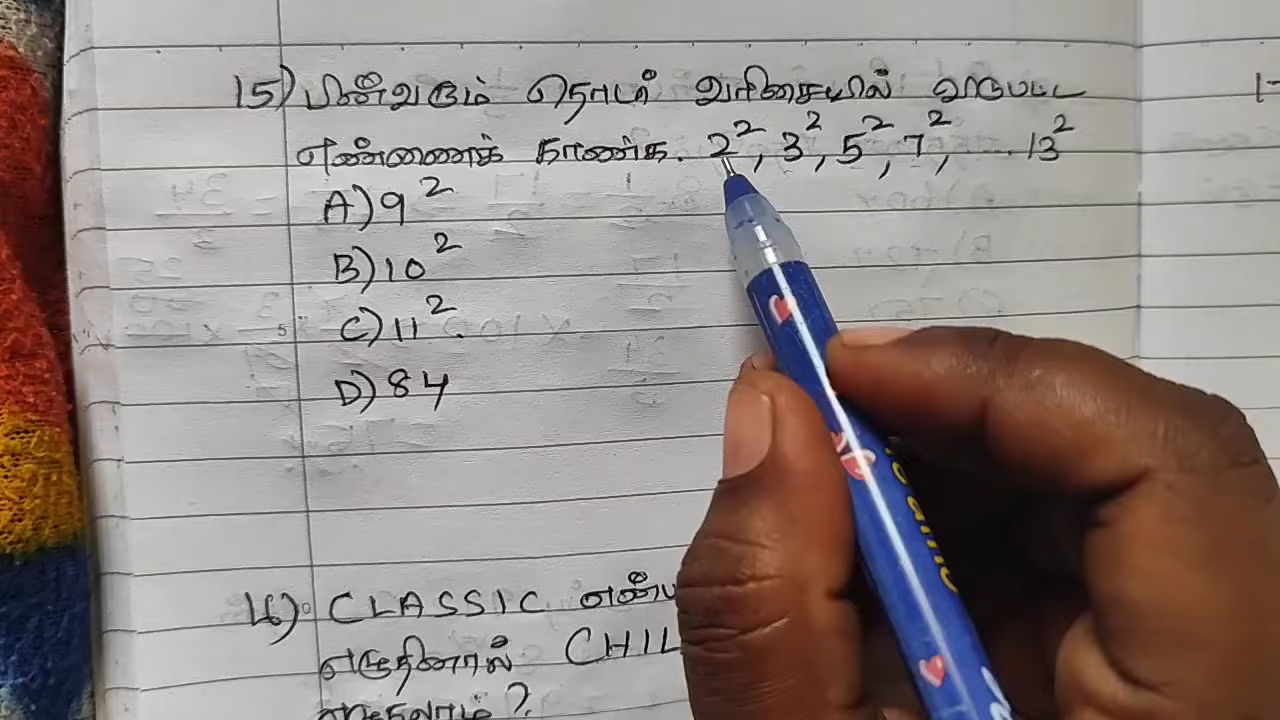 15) பின்வரும் தொடர் வரிசையில் விடுபட்ட
எண்ணைக் காண்க. 2², 3², 5², 7², ... 13²
A) 9²
B) 10²
C) 11²
D) 84
16) CLASSIC என்ப
எழுதினால் CHIL